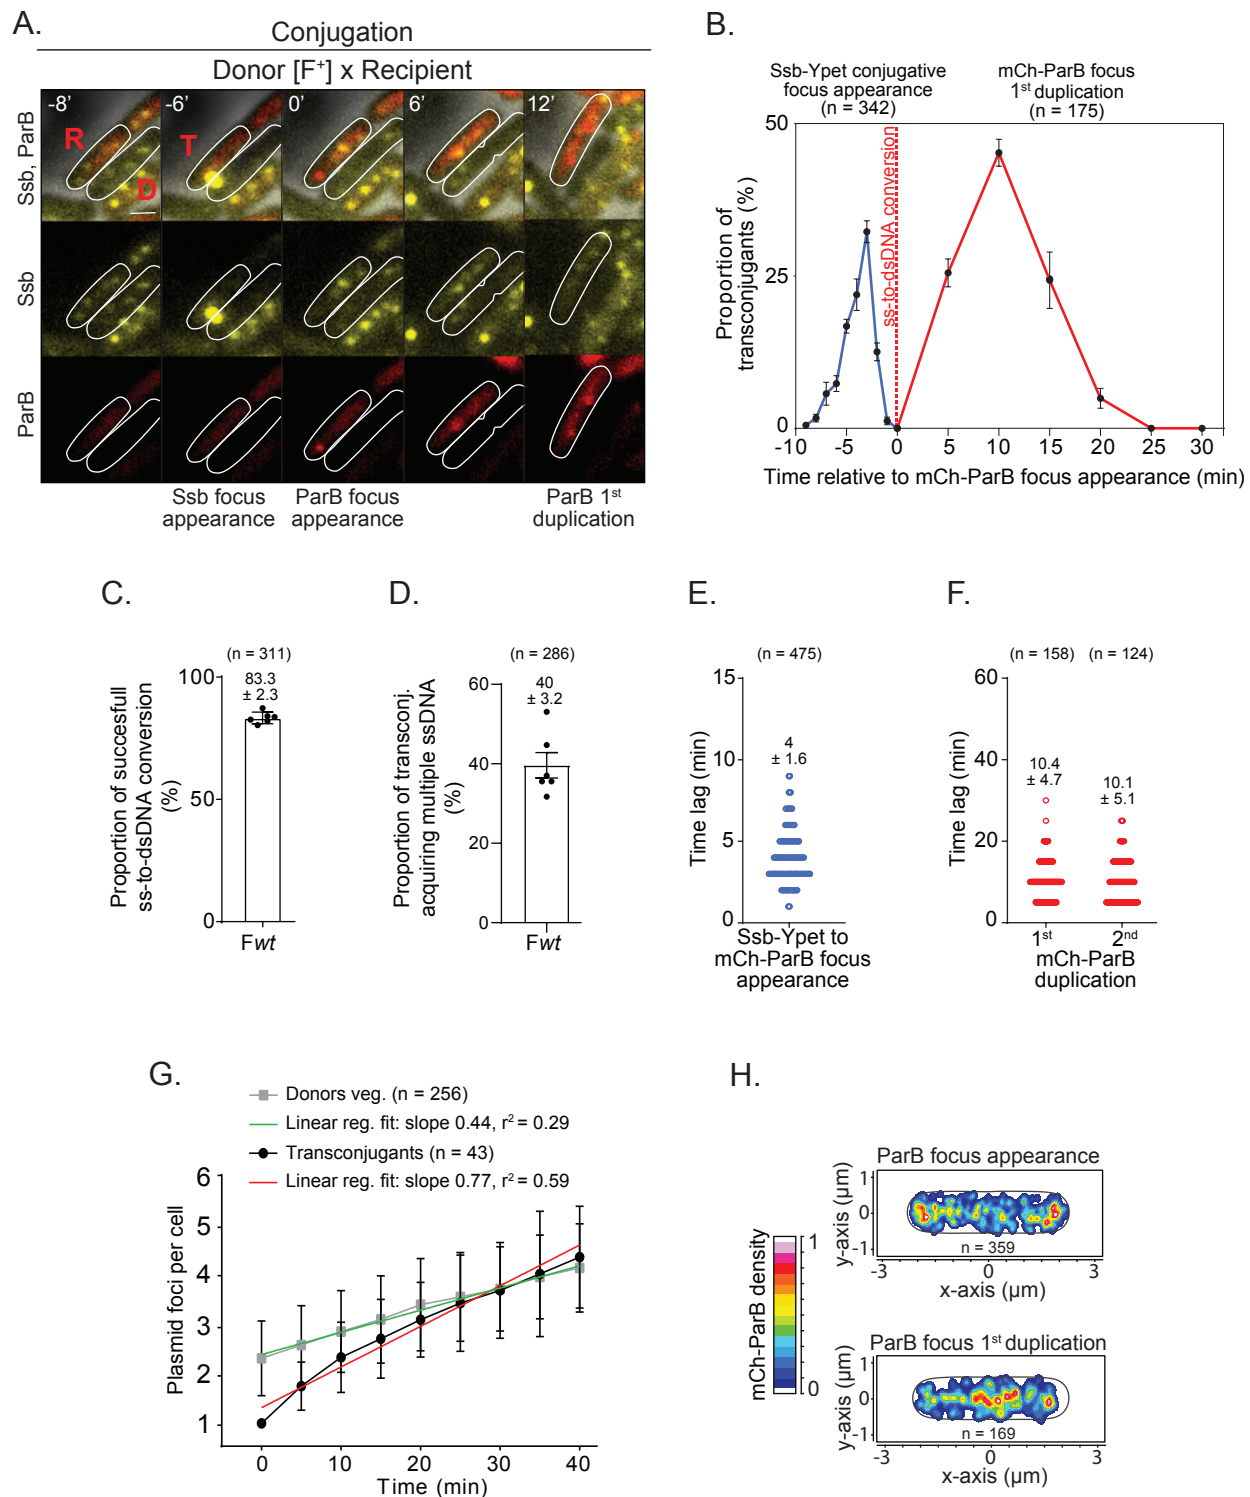 A.
Conjugation
Donor [F⁺] x Recipient
-8’ -6’ 0’ 6’ 12’
R T D
Ssb, ParB
Ssb
ParB
Ssb focus appearance
ParB focus appearance
ParB 1st duplication
B.
Ssb-Ypet conjugative
focus appearance
(n = 342)
mCh-ParB focus
1st duplication
(n = 175)
Proportion of
transconjugants (%)
50
25
0
ss-to-dsDNA conversion
-10 -5 0 5 10 15 20 25 30
Time relative to mCh-ParB focus appearance (min)
C.
(n = 311)
83.3
± 2.3
Proportion of succesfull
ss-to-dsDNA conversion
(%)
100
50
0
Fwt
D.
(n = 286)
40
± 3.2
Proportion of transconj.
acquiring multiple ssDNA
(%)
60
40
20
0
Fwt
E.
(n = 475)
4
± 1.6
Time lag (min)
15
10
5
0
Ssb-Ypet to
mCh-ParB focus
appearance
F.
(n = 158) (n = 124)
10.4
± 4.7
10.1
± 5.1
Time lag (min)
60
40
20
0
1st 2nd
mCh-ParB
duplication
G.
Donors veg. (n = 256)
Linear reg. fit: slope 0.44, r² = 0.29
Transconjugants (n = 43)
Linear reg. fit: slope 0.77, r² = 0.59
Plasmid foci per cell
6
5
4
3
2
1
0 10 20 30 40
Time (min)
H.
mCh-ParB density
1
0
ParB focus appearance
y-axis (µm)
1
0
-1
n = 359
-3 0 3
x-axis (µm)
ParB focus 1st duplication
y-axis (µm)
1
0
-1
n = 169
-3 0 3
x-axis (µm)